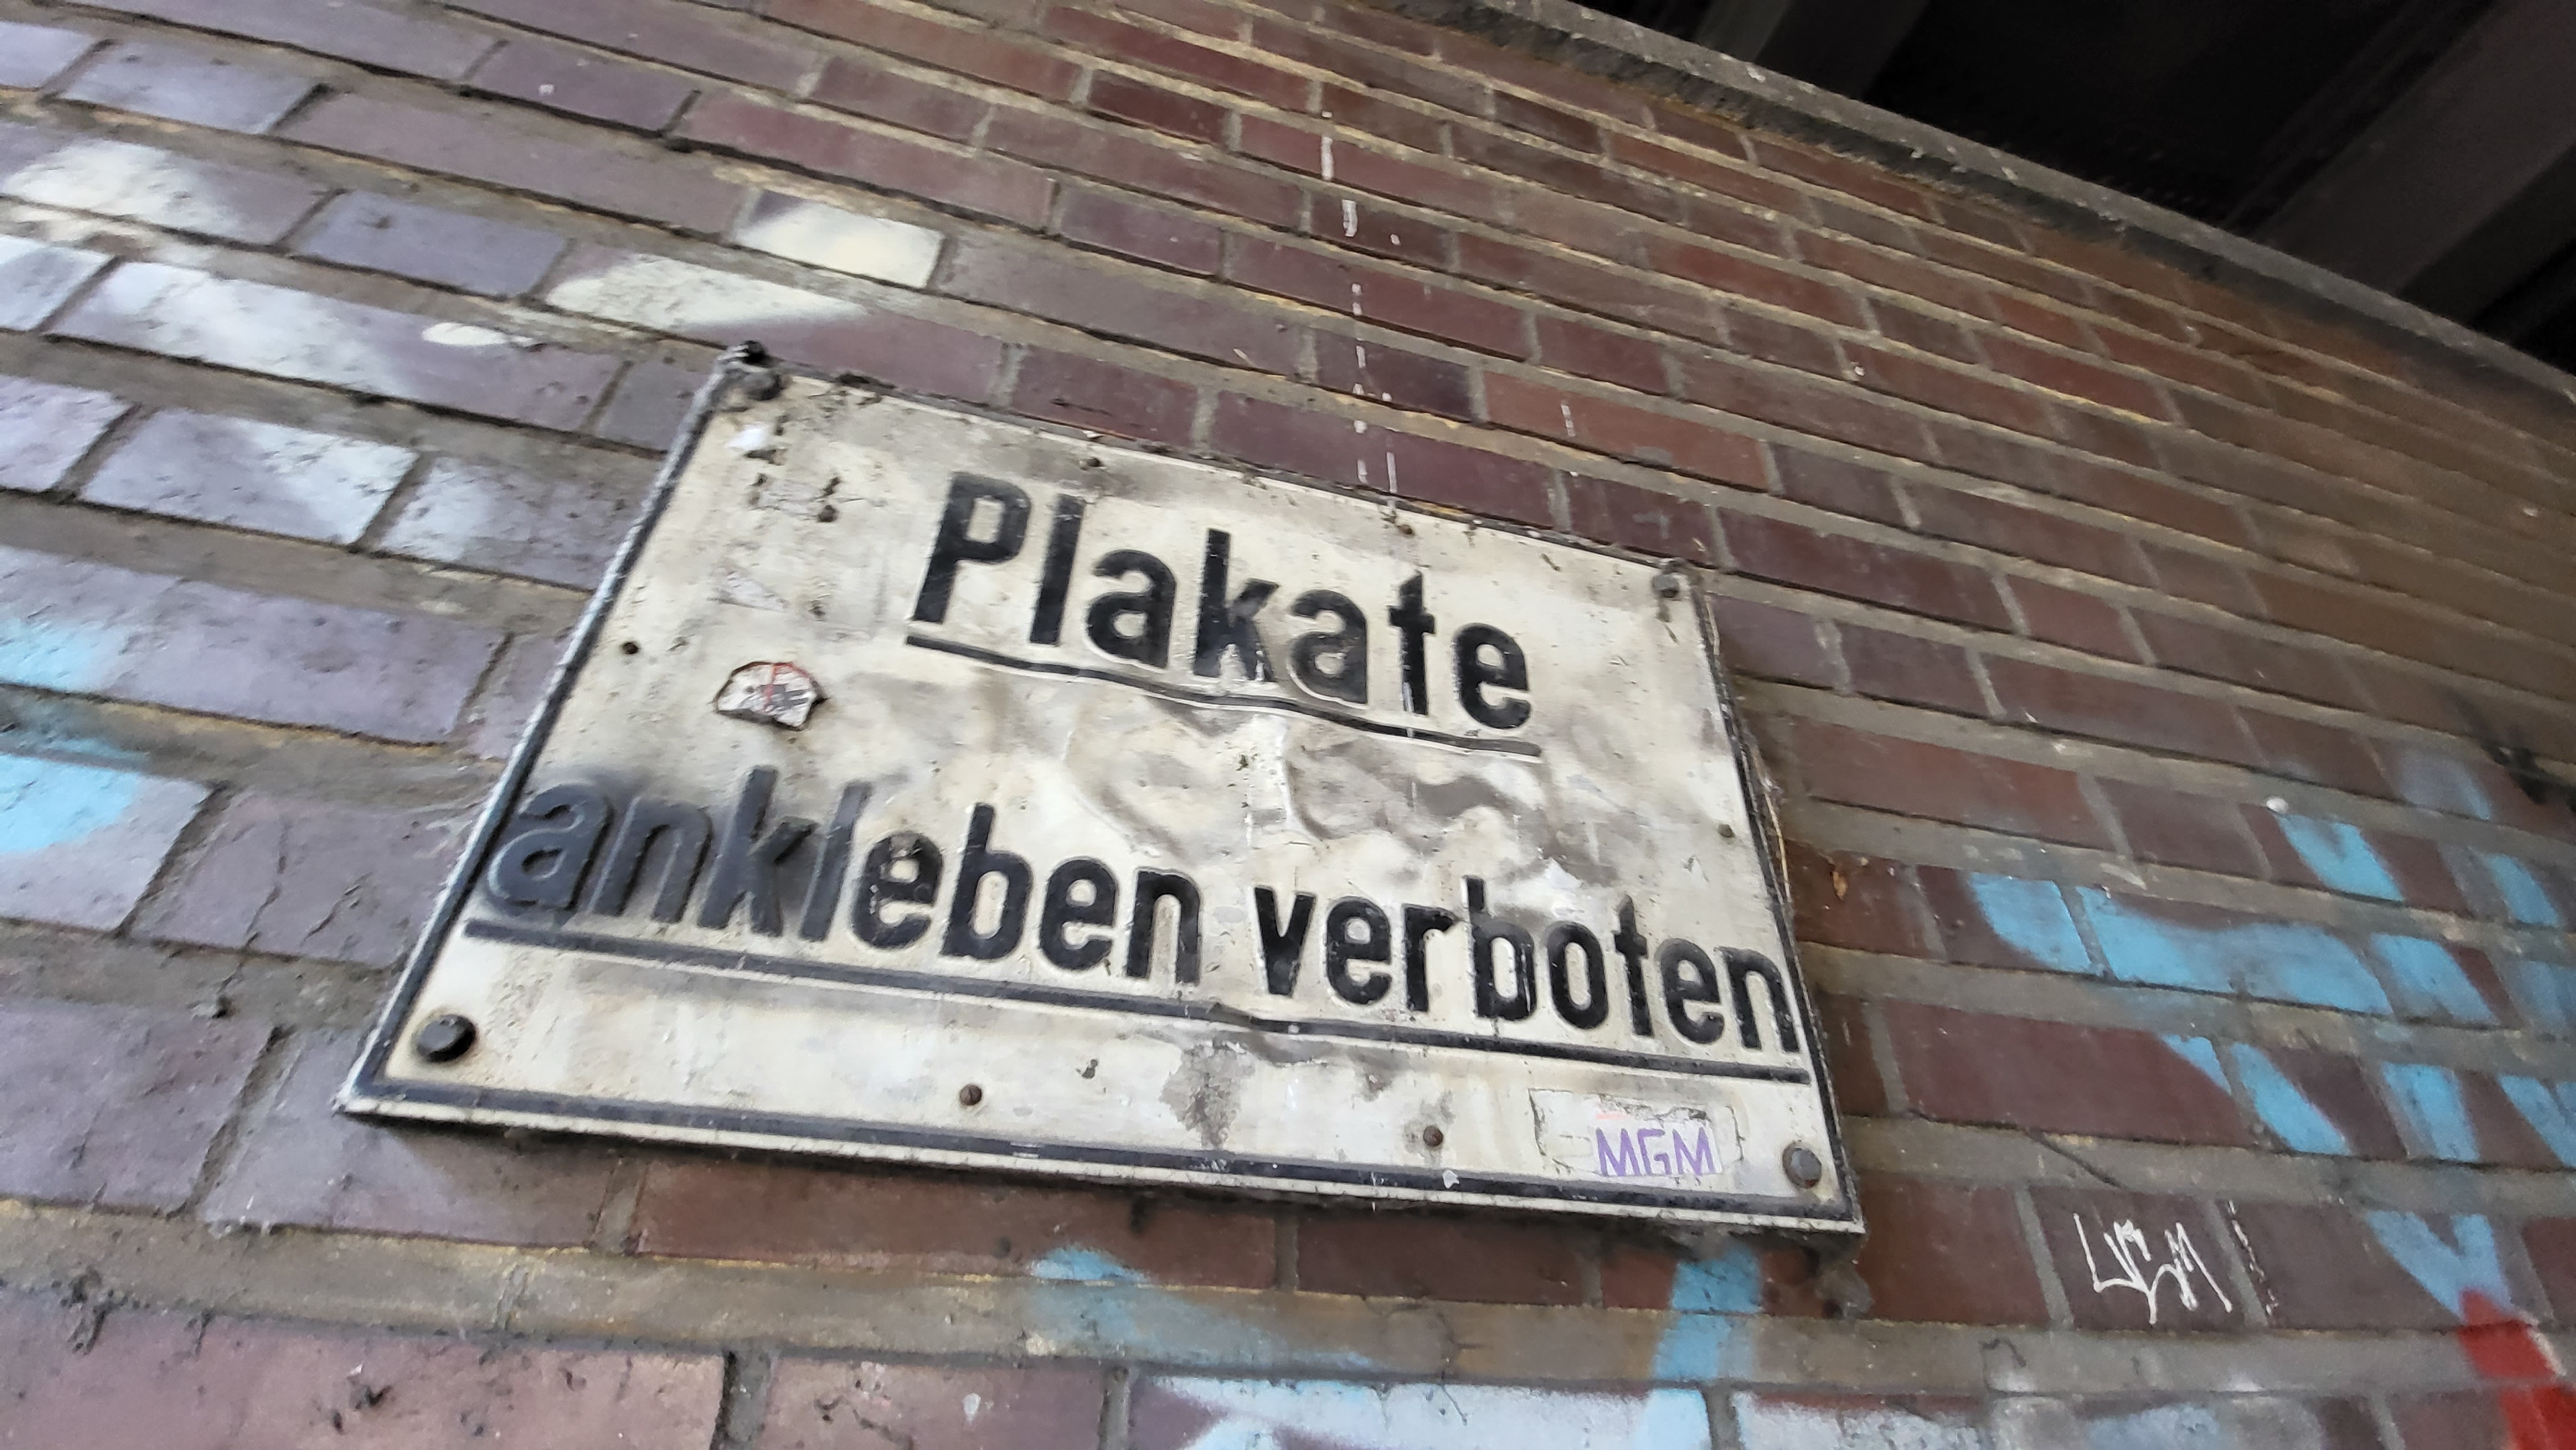 Plakate
ankleben verboten
MGM